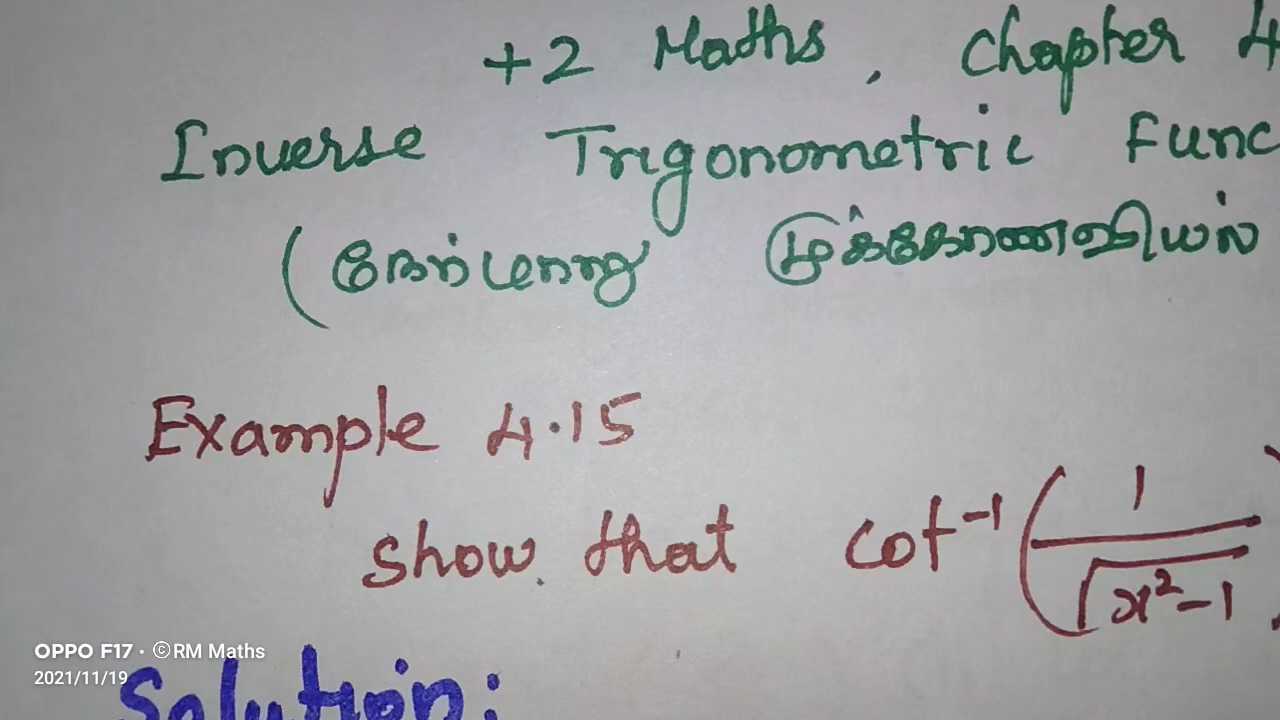 +2 Maths, Chapter 4
Inverse Trigonometric Func
(நேர்மாறு முக்கோணவியல்
Example 4.15
show that cot⁻¹(1/√(x²-1))
Solution:
OPPO F17 · ©RM Maths
2021/11/19